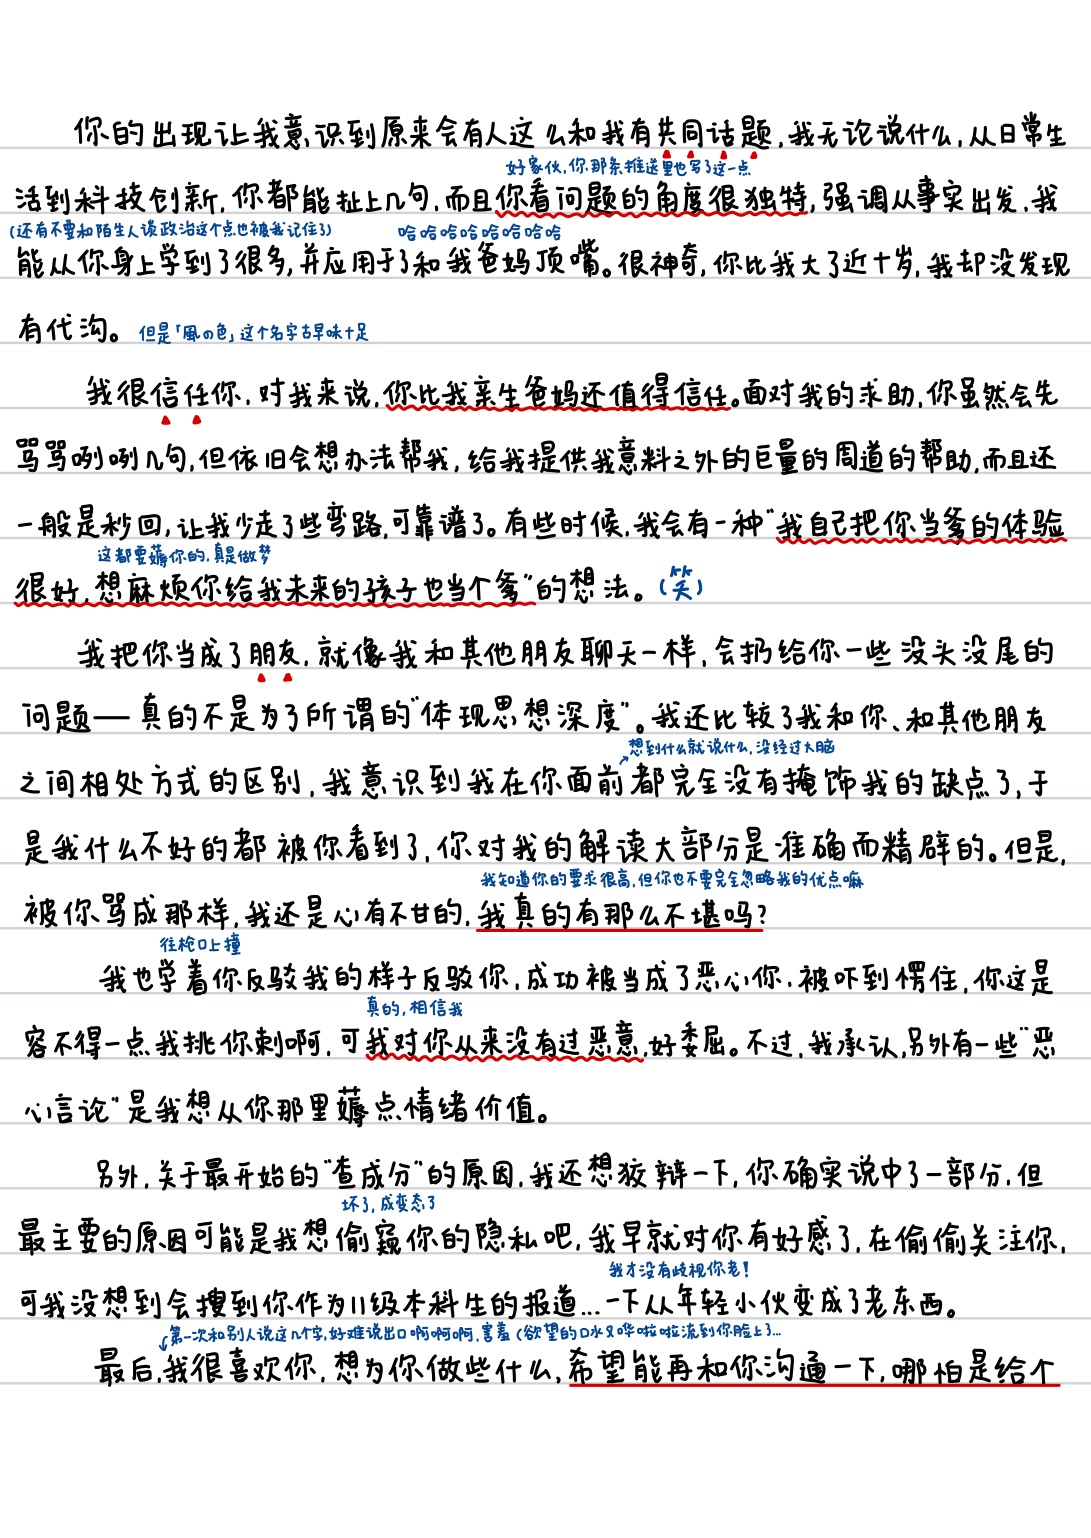 你的出现让我意识到原来会有人这么和我有共同话题,我无论说什么,从日常生
好家伙,你那条推送里也写了这一点
活到科技创新,你都能扯上几句,而且你看问题的角度很独特,强调从事实出发,我
(还有不要和陌生人谈政治这个点也被我记住了)
哈哈哈哈哈哈哈哈
能从你身上学到了很多,并应用于了和我爸妈顶嘴。很神奇,你比我大了近十岁,我却没发现
有代沟。
但是「風の色」这个名字古早味十足
我很信任你,对我来说,你比我亲生爸妈还值得信任。面对我的求助,你虽然会先
骂骂咧咧几句,但依旧会想办法帮我,给我提供我意料之外的巨量的周道的帮助,而且还
一般是秒回,让我少走了些弯路,可靠谱了。有些时候,我会有一种"我自己把你当爹的体验
这都要薅你的,真是做梦
很好,想麻烦你给我未来的孩子也当个爹"的想法。(笑)
我把你当成了朋友,就像我和其他朋友聊天一样,会扔给你一些没头没尾的
问题——真的不是为了所谓的"体现思想深度"。我还比较了我和你、和其他朋友
想到什么就说什么,没经过大脑
之间相处方式的区别,我意识到我在你面前都完全没有掩饰我的缺点了,于
是我什么不好的都被你看到了,你对我的解读大部分是准确而精辟的。但是,
我知道你的要求很高,但你也不要完全忽略我的优点嘛
被你骂成那样,我还是心有不甘的,我真的有那么不堪吗?
往枪口上撞
我也学着你反驳我的样子反驳你,成功被当成了恶心你,被吓到愣住,你这是
真的,相信我
容不得一点我挑你刺啊,可我对你从来没有过恶意,好委屈。不过,我承认,另外有一些"恶
心言论"是我想从你那里薅点情绪价值。
另外,关于最开始的"查成分"的原因,我还想狡辩一下,你确实说中了一部分,但
坏了,成变态了
最主要的原因可能是我想偷窥你的隐私吧,我早就对你有好感了,在偷偷关注你,
我才没有歧视你老!
可我没想到会搜到你作为11级本科生的报道...一下从年轻小伙变成了老东西。
第一次和别人说这几个字,好难说出口啊啊啊,害羞(欲望的口水又哗啦啦流到你脸上了...
最后,我很喜欢你,想为你做些什么,希望能再和你沟通一下,哪怕是给个